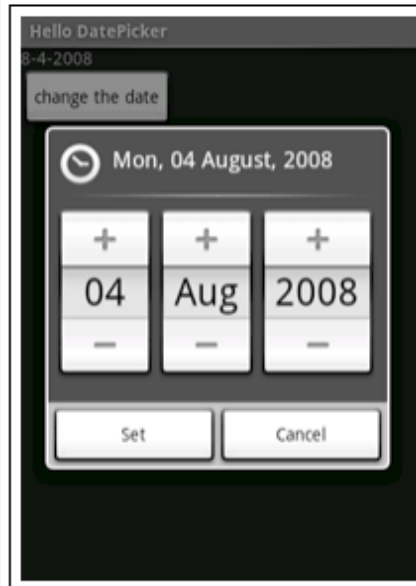 Hello DatePicker
8-4-2008
change the date
Mon, 04 August, 2008
+ + +
04 Aug 2008
− − −
Set Cancel